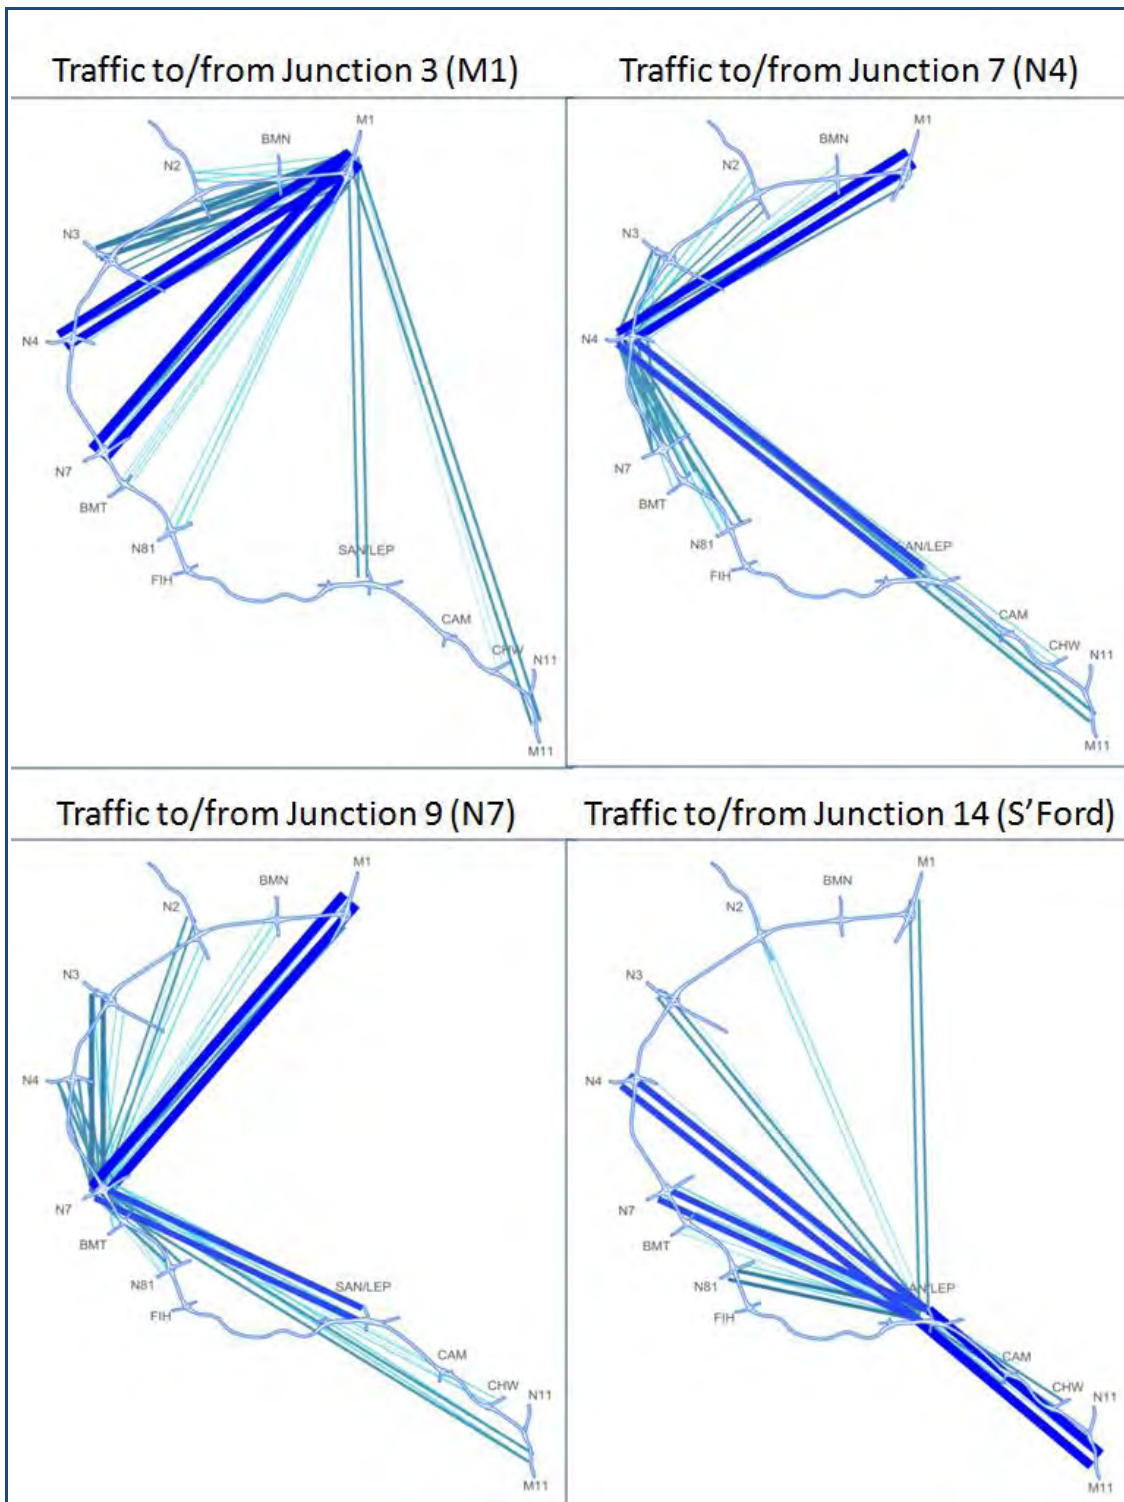 Traffic to/from Junction 3 (M1)
M1
BMN
N2
N3
N4
N7
BMT
N81
SAN/LEP
FIH
CAM
CHW
N11
M11
Traffic to/from Junction 7 (N4)
M1
BMN
N2
N3
N4
N7
BMT
N81
SAN/LEP
FIH
CAM
CHW
N11
M11
Traffic to/from Junction 9 (N7)
M1
BMN
N2
N3
N4
N7
BMT
N81
SAN/LEP
FIH
CAM
CHW
N11
M11
Traffic to/from Junction 14 (S'Ford)
M1
BMN
N2
N3
N4
N7
BMT
N81
SAN/LEP
FIH
CAM
CHW
N11
M11